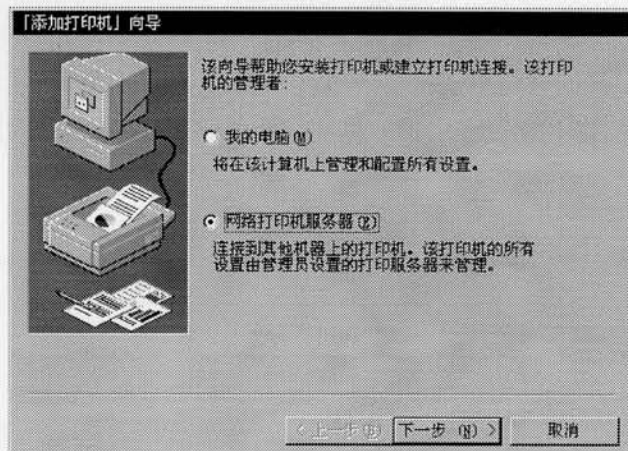 「添加打印机」向导
该向导帮助您安装打印机或建立打印机连接。该打印
机的管理者:
我的电脑(M)
将在该计算机上管理和配置所有设置。
网络打印机服务器(E)
连接到其他机器上的打印机。该打印机的所有
设置由管理员设置的打印服务器来管理。
< 上一步(B)
下一步 (N) >
取消